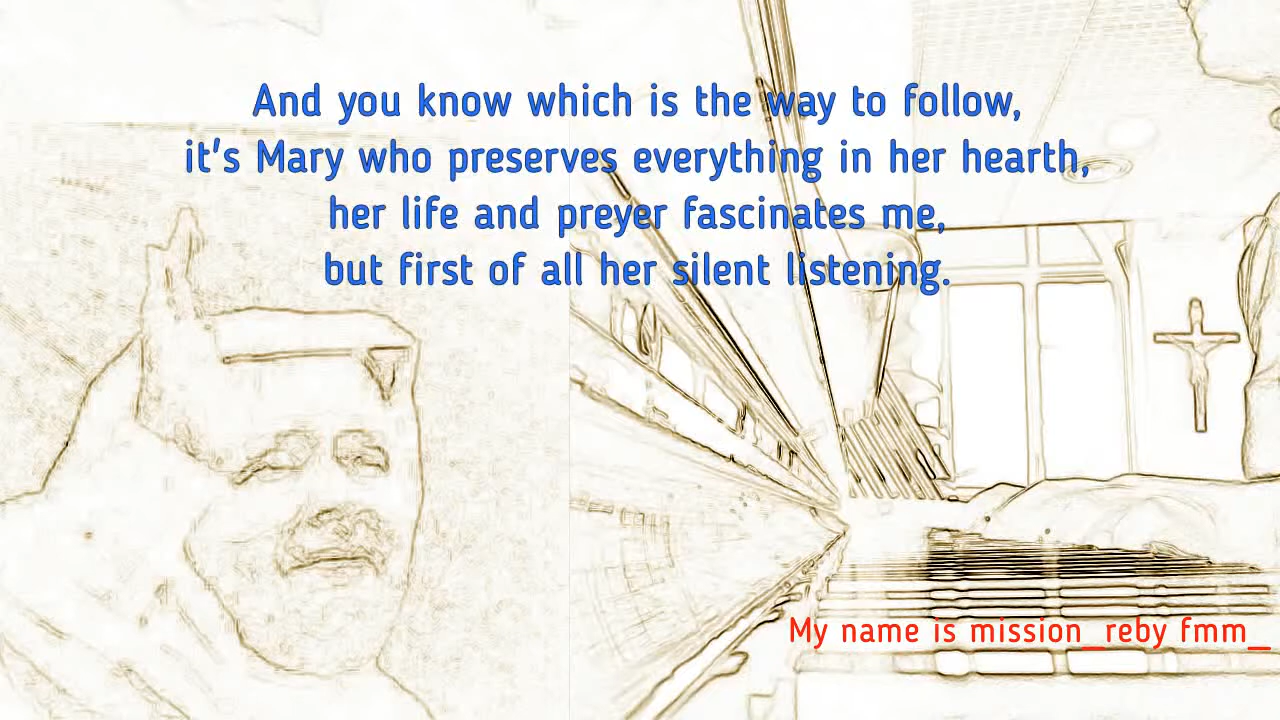 And you know which is the way to follow,
it's Mary who preserves everything in her hearth,
her life and preyer fascinates me,
but first of all her silent listening.
My name is mission_reby fmm_